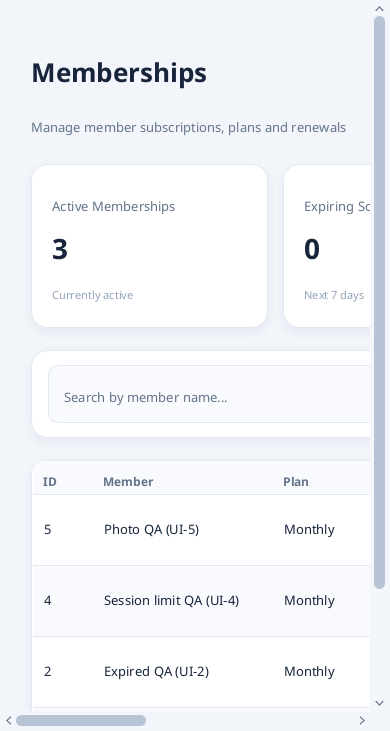 Memberships
Manage member subscriptions, plans and renewals
Active Memberships
3
Currently active
Expiring
0
Next 7 days
Search by member name...
ID Member Plan
5 Photo QA (UI-5) Monthly
4 Session limit QA (UI-4) Monthly
2 Expired QA (UI-2) Monthly